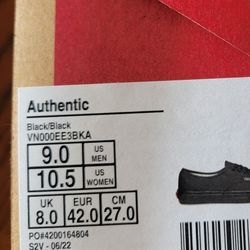 Authentic
Black/Black
VN000EE3BKA
9.0 US MEN
10.5 US WOMEN
UK EUR CM
8.0 42.0 27.0
PO#4200164804
S2V - 06/22